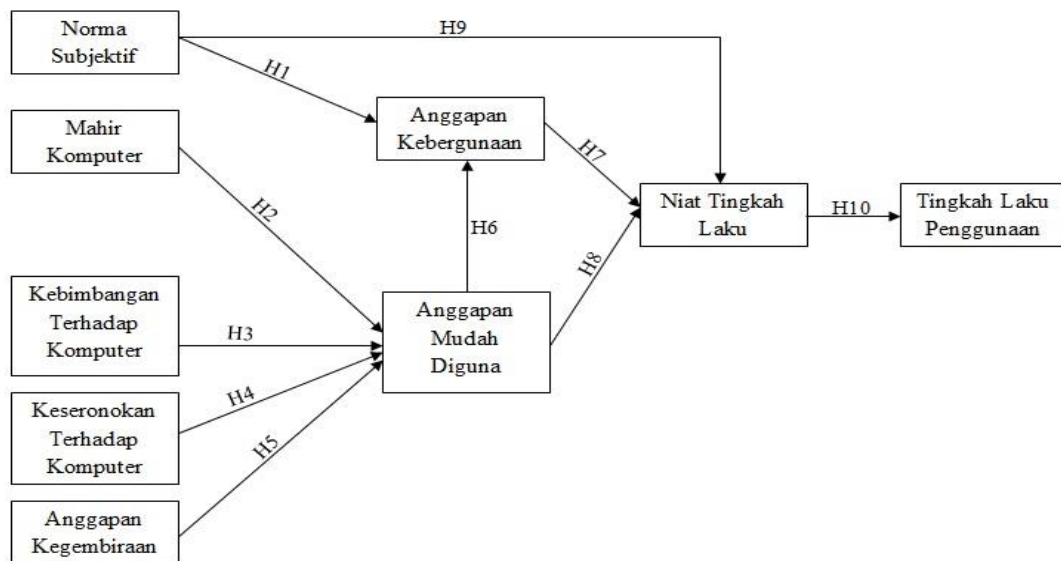 Norma
Subjektif
H9
H1
Mahir
Komputer
Anggapan
Kebergunaan
H7
H2
Niat Tingkah
Laku
H10
Tingkah Laku
Penggunaan
H6
H8
Kebimbangan
Terhadap
Komputer
H3
Anggapan
Mudah
Diguna
Keseronokan
Terhadap
Komputer
H4
H5
Anggapan
Kegembiraan